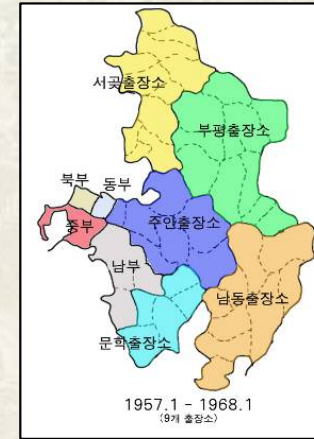 서곶출장소
부평출장소
북부
동부
중부
주안출장소
남부
남동출장소
문학출장소
1957.1 - 1968.1
(9개 출장소)